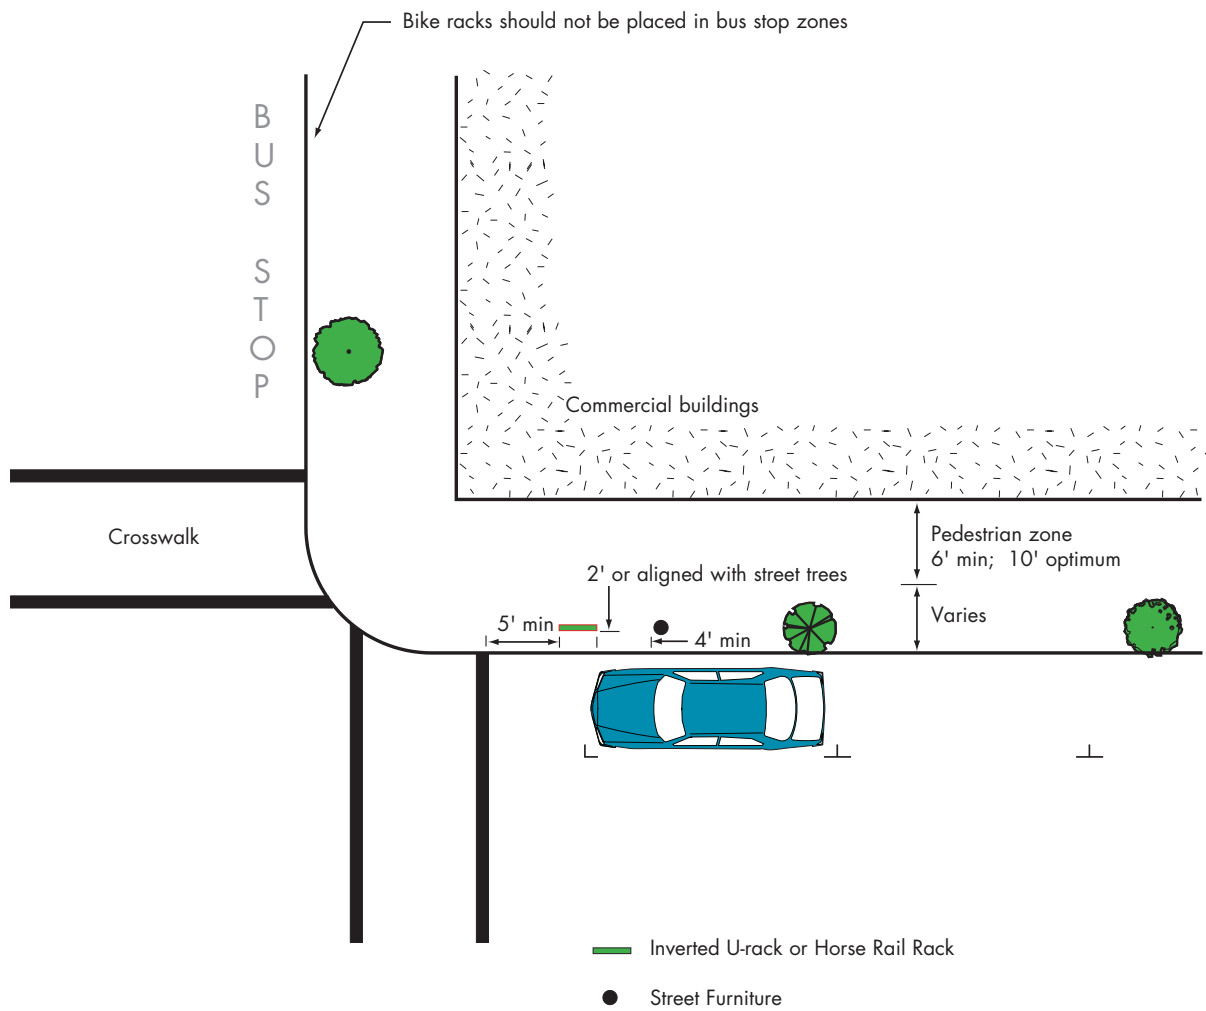 Bike racks should not be placed in bus stop zones
BUS STOP
Commercial buildings
Crosswalk
Pedestrian zone
6' min; 10' optimum
2' or aligned with street trees
Varies
5' min
4' min
Inverted U-rack or Horse Rail Rack
Street Furniture